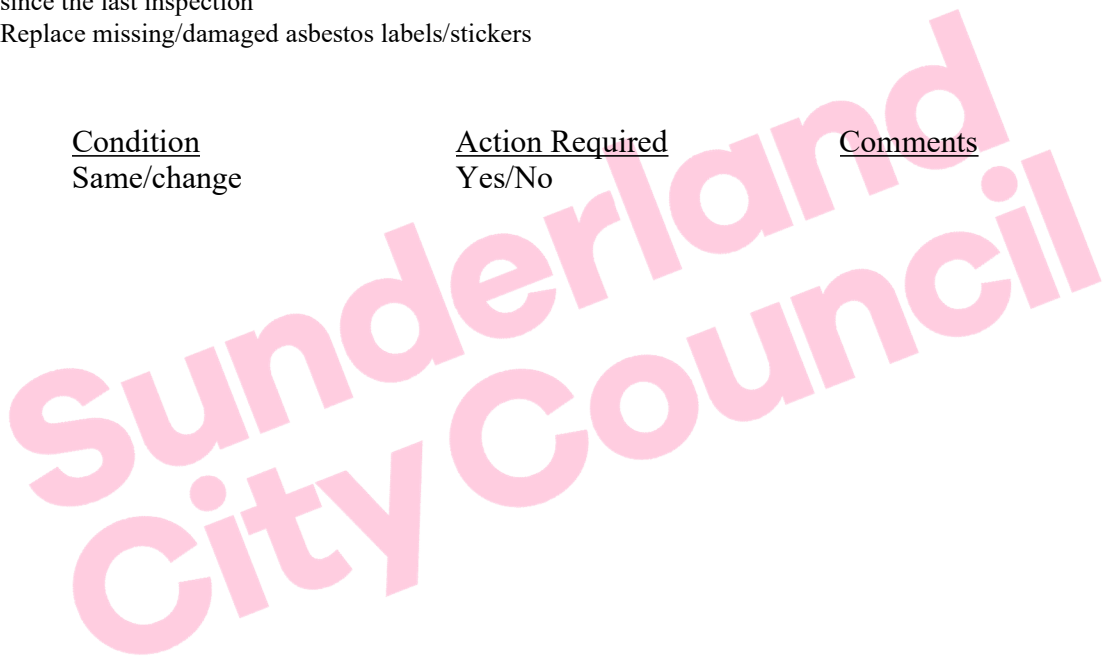 since the last inspection
Replace missing/damaged asbestos labels/stickers
Condition Action Required Comments
Same/change Yes/No
Sunderland
City Council